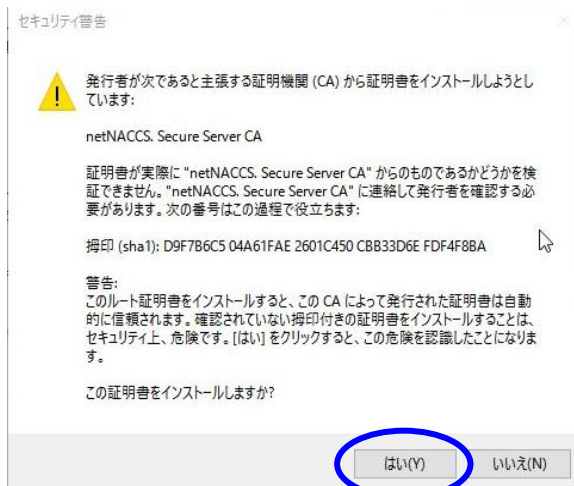 セキュリティ警告
発行者が次であると主張する証明機関 (CA) から証明書をインストールしようとし
ています:
netNACCS. Secure Server CA
証明書が実際に "netNACCS. Secure Server CA" からのものであるかどうかを検
証できません。"netNACCS. Secure Server CA" に連絡して発行者を確認する必
要があります。次の番号はこの過程で役立ちます:
拇印 (sha1): D9F7B6C5 04A61FAE 2601C450 CBB33D6E FDF4F8BA
警告:
このルート証明書をインストールすると、この CA によって発行された証明書は自動
的に信頼されます。確認されていない拇印付きの証明書をインストールすることは、
セキュリティ上、危険です。[はい] をクリックすると、この危険を認識したことになりま
す。
この証明書をインストールしますか?
はい(Y)
いいえ(N)